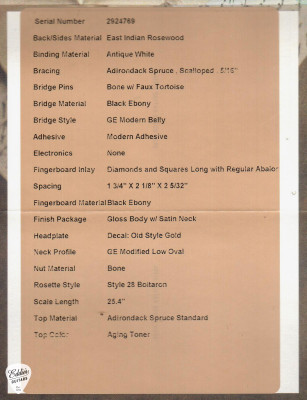 Serial Number 2924769
Back/Sides Material East Indian Rosewood
Binding Material Antique White
Bracing Adirondack Spruce , Scalloped , 5/16"
Bridge Pins Bone w/ Faux Tortoise
Bridge Material Black Ebony
Bridge Style GE Modern Belly
Adhesive Modern Adhesive
Electronics None
Fingerboard Inlay Diamonds and Squares Long with Regular Abalon
Spacing 1 3/4" X 2 1/8" X 2 5/32"
Fingerboard Material Black Ebony
Finish Package Gloss Body w/ Satin Neck
Headplate Decal: Old Style Gold
Neck Profile GE Modified Low Oval
Nut Material Bone
Rosette Style Style 28 Boltaron
Scale Length 25.4"
Top Material Adirondack Spruce Standard
Top Color Aging Toner
Eddie's
GUITARS